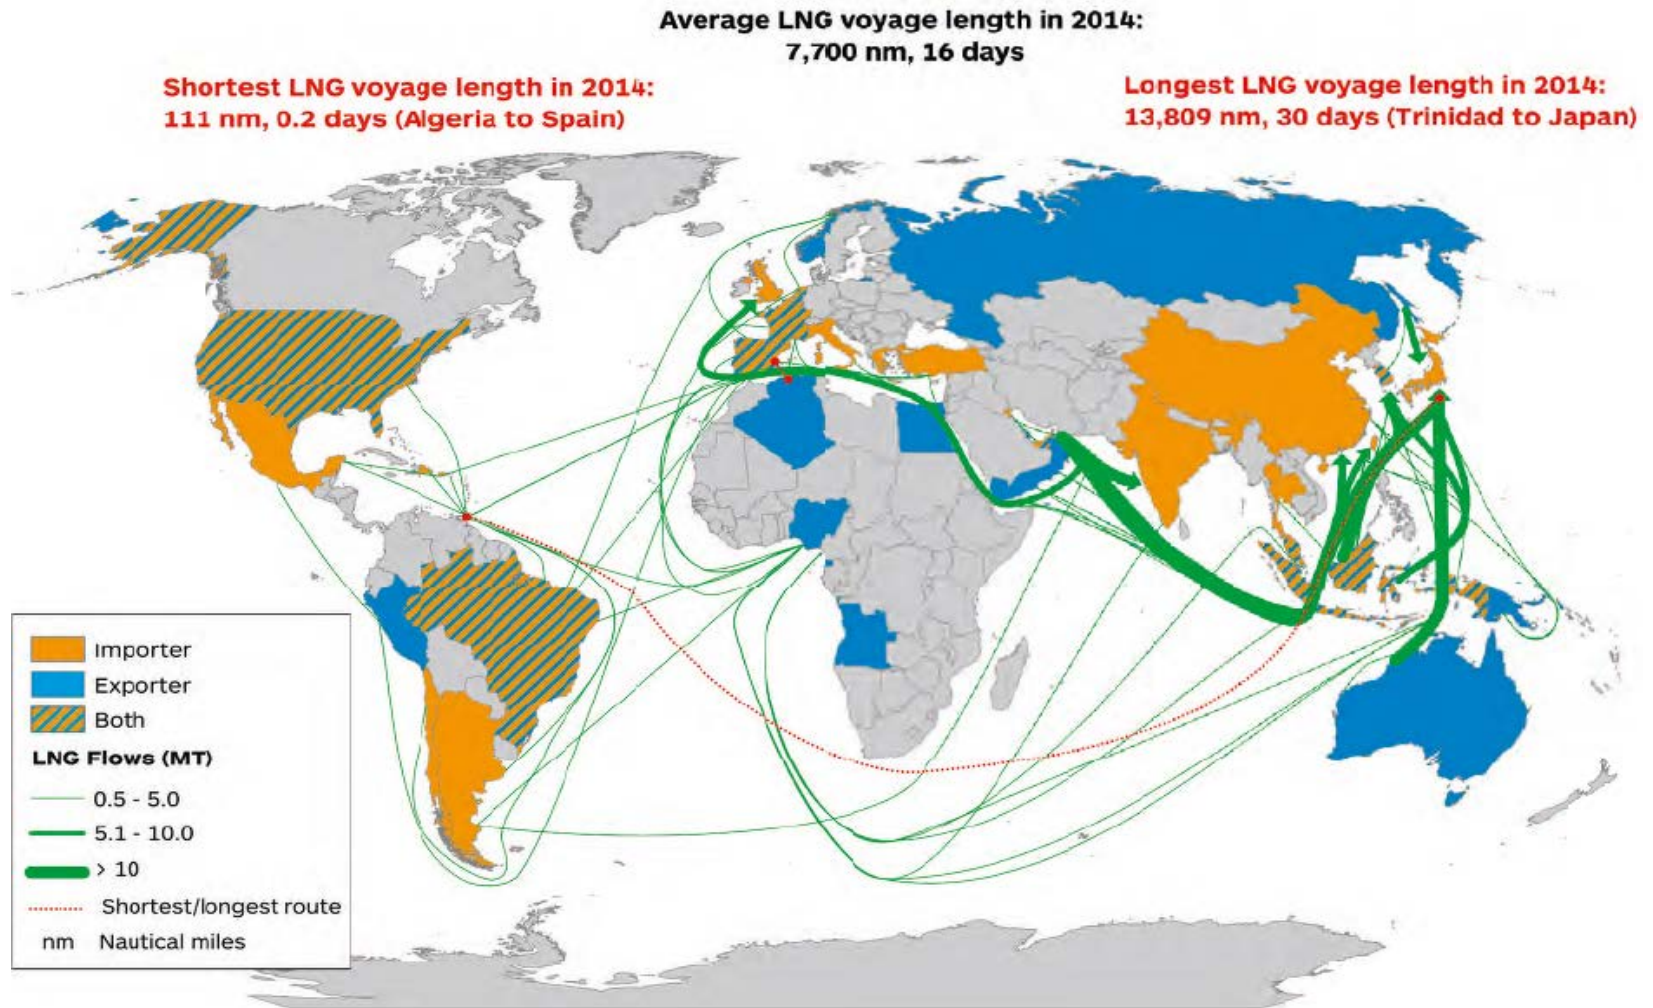 Average LNG voyage length in 2014:
7,700 nm, 16 days
Shortest LNG voyage length in 2014:
111 nm, 0.2 days (Algeria to Spain)
Longest LNG voyage length in 2014:
13,809 nm, 30 days (Trinidad to Japan)
Importer
Exporter
Both
LNG Flows (MT)
0.5 - 5.0
5.1 - 10.0
> 10
Shortest/longest route
nm Nautical miles